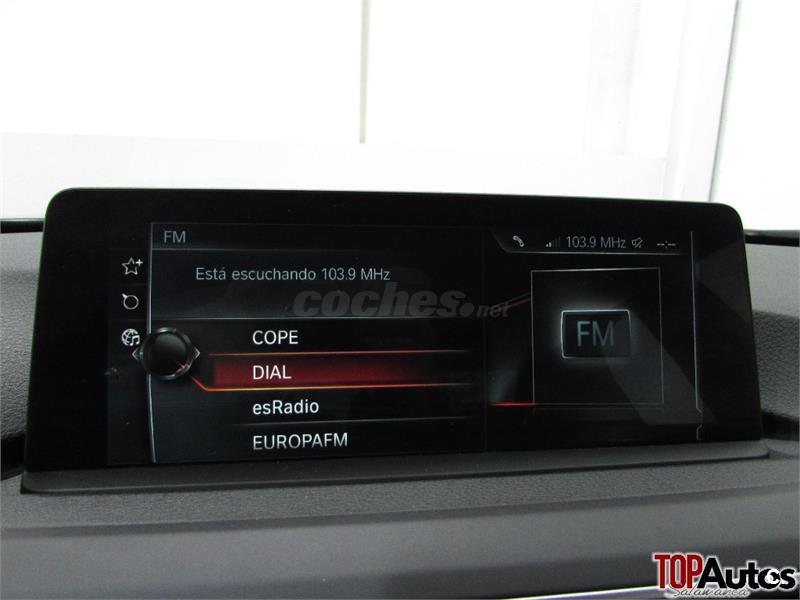 FM
103.9 MHz --:--
Está escuchando 103.9 MHz
coches.net
COPE
FM
DIAL
esRadio
EUROPAFM
TOPAutos
Salamanca